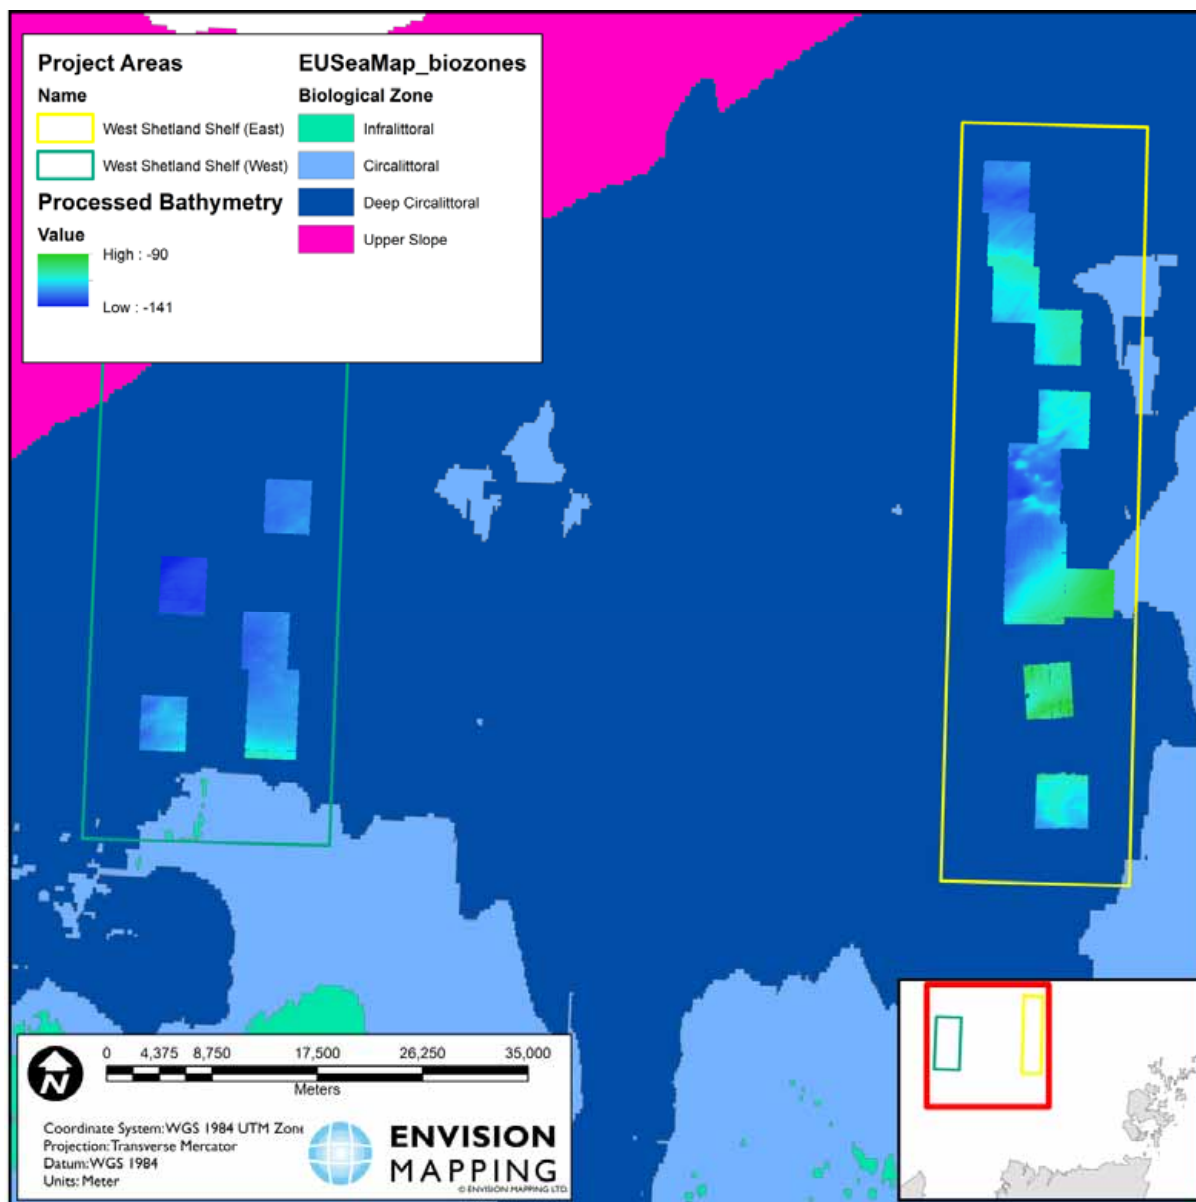 Project Areas
Name
West Shetland Shelf (East)
West Shetland Shelf (West)
Processed Bathymetry
Value
High : -90
Low : -141
EUSeaMap_biozones
Biological Zone
Infralittoral
Circalittoral
Deep Circalittoral
Upper Slope
N
0 4,375 8,750 17,500 26,250 35,000
Meters
Coordinate System: WGS 1984 UTM Zone
Projection: Transverse Mercator
Datum: WGS 1984
Units: Meter
ENVISION
MAPPING
© ENVISION MAPPING LTD.